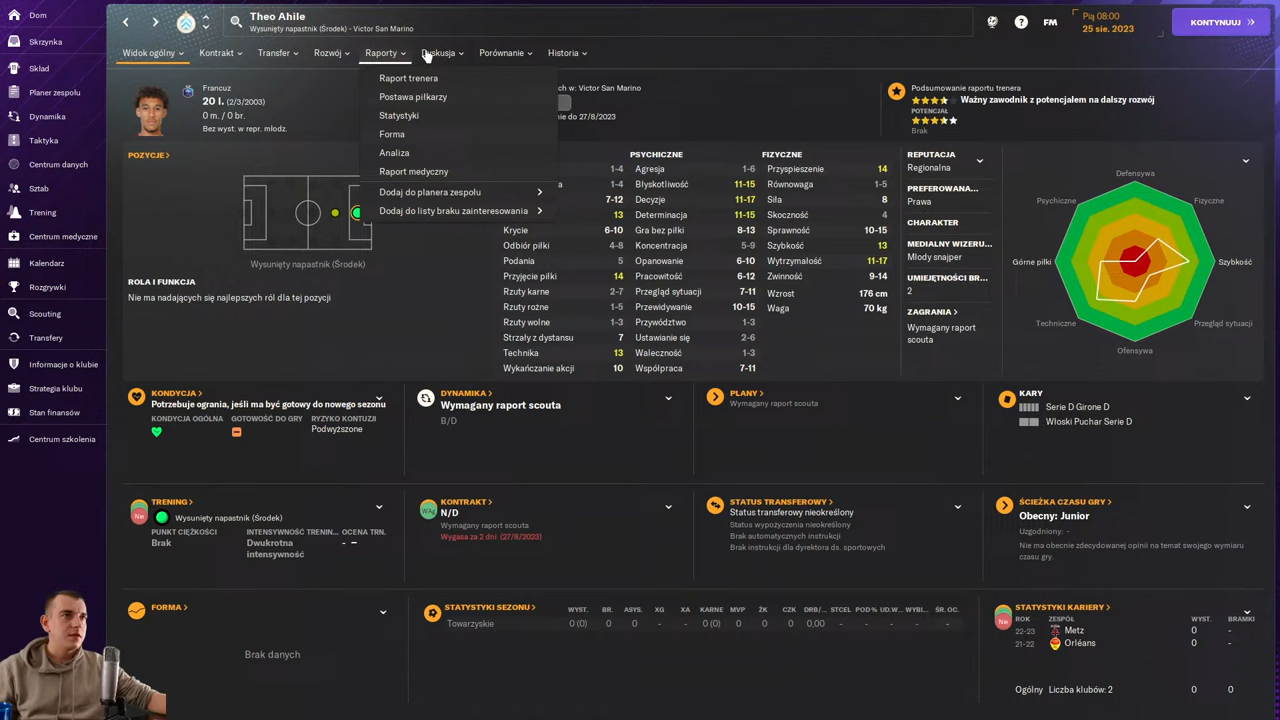 Theo Ahile
Wysunięty napastnik (Środek) - Victor San Marino
FM
Pią 08:00
25 sie. 2023
KONTYNUUJ
Dom
Skrzynka
Skład
Planer zespołu
Dynamika
Taktyka
Centrum danych
Sztab
Trening
Centrum medyczne
Kalendarz
Rozgrywki
Scouting
Transfery
Informacje o klubie
Strategia klubu
Stan finansów
Centrum szkolenia
Widok ogólny
Kontrakt
Transfer
Rozwój
Raporty
Dyskusja
Porównanie
Historia
Raport trenera
Postawa piłkarzy
Statystyki
Forma
Analiza
Raport medyczny
Dodaj do planera zespołu
Dodaj do listy braku zainteresowania
Francuz
20 l. (2/3/2003)
0 m. / 0 br.
Bez wyst. w repr. młodz.
ch w: Victor San Marino
nie do 27/8/2023
Podsumowanie raportu trenera
Ważny zawodnik z potencjałem na dalszy rozwój
POTENCJAŁ
Brak
POZYCJE
Wysunięty napastnik (Środek)
ROLA I FUNKCJA
Nie ma nadających się najlepszych ról dla tej pozycji
1-4
1-4
7-12
13
Krycie 6-10
Odbiór piłki 4-8
Podania 5
Przyjęcie piłki 14
Rzuty karne 2-7
Rzuty rożne 1-5
Rzuty wolne 1-3
Strzały z dystansu 7
Technika 13
Wykańczanie akcji 10
PSYCHICZNE
Agresja 1-6
Błyskotliwość 11-15
Decyzje 11-17
Determinacja 11-15
Gra bez piłki 8-13
Koncentracja 5-9
Opanowanie 6-10
Pracowitość 6-12
Przegląd sytuacji 7-11
Przewidywanie 10-15
Przywództwo 1-3
Ustawianie się 2-6
Waleczność 1-3
Współpraca 7-11
FIZYCZNE
Przyspieszenie 14
Równowaga 1-5
Siła 8
Skoczność 4
Sprawność 10-15
Szybkość 13
Wytrzymałość 11-17
Zwinność 9-14
Wzrost 176 cm
Waga 70 kg
REPUTACJA
Regionalna
PREFEROWANA...
Prawa
CHARAKTER
MEDIALNY WIZERU...
Młody snajper
UMIEJĘTNOŚCI BR...
2
ZAGRANIA
Wymagany raport
scouta
Defensywa
Fizyczne
Szybkość
Przegląd sytuacji
Ofensywa
Techniczne
Górne piłki
Psychiczne
KONDYCJA
Potrzebuje ogrania, jeśli ma być gotowy do nowego sezonu
KONDYCJA OGÓLNA
GOTOWOŚĆ DO GRY
RYZYKO KONTUZJI
Podwyższone
DYNAMIKA
Wymagany raport scouta
B/D
PLANY
Wymagany raport scouta
KARY
Serie D Girone D
Włoski Puchar Serie D
TRENING
Nie
Wysunięty napastnik (Środek)
PUNKT CIĘŻKOŚCI
Brak
INTENSYWNOŚĆ TRENIN...
Dwukrotna
intensywność
OCENA TRN.
- –
KONTRAKT
WAg
N/D
Wymagany raport scouta
Wygasa za 2 dni (27/8/2023)
STATUS TRANSFEROWY
Status transferowy nieokreślony
Status wypożyczenia nieokreślony
Brak automatycznych instrukcji
Brak instrukcji dla dyrektora ds. sportowych
ŚCIEŻKA CZASU GRY
Obecny: Junior
Uzgodniony: -
Nie ma obecnie zdecydowanej opinii na temat swojego wymiaru
czasu gry.
FORMA
Brak danych
STATYSTYKI SEZONU
WYST. BR. ASYS. XG XA KARNE MVP ŻK CZK DRB/... STCEL POD% UD.W... WYBI... ŚR. OC.
Towarzyskie 0 (0) 0 0 - - 0 (0) 0 0 0 0,00 - - - - -
STATYSTYKI KARIERY
Nie
ROK ZESPÓŁ WYST. BRAMKI
22-23 Metz 0 -
21-22 Orléans 0 -
Ogólny Liczba klubów: 2 0 0